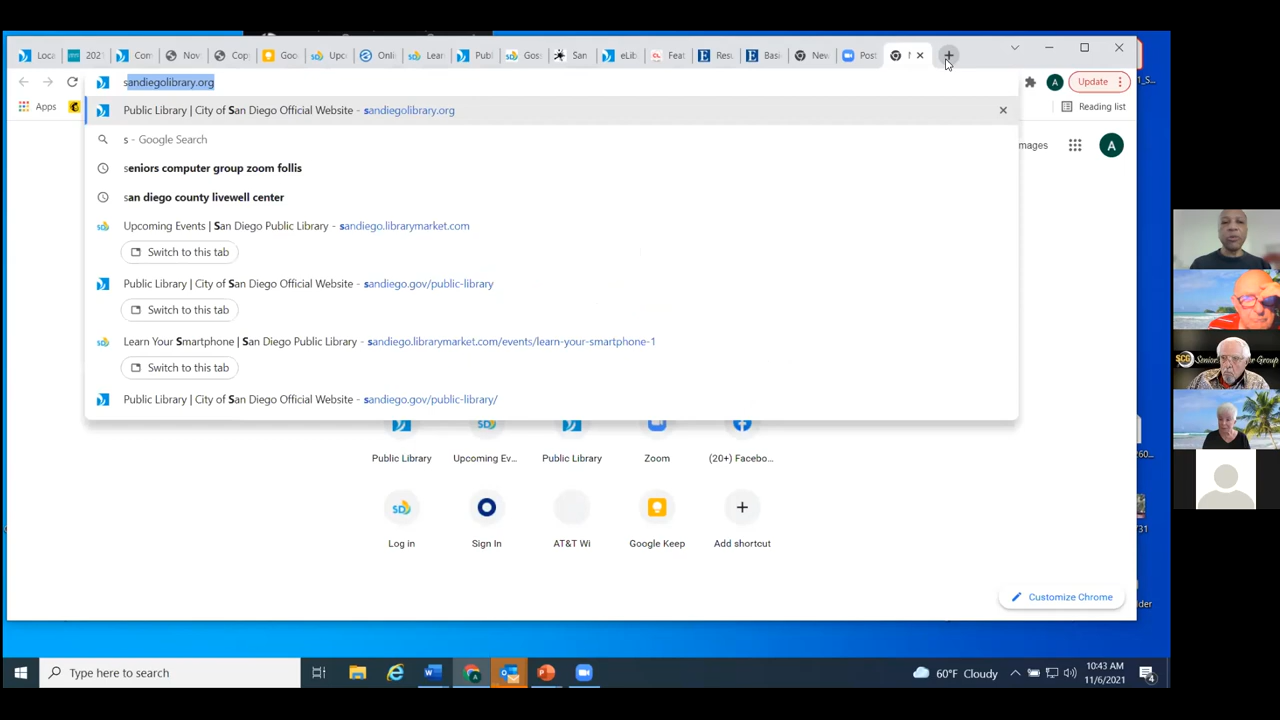 Loca
202
Com
Nov
Cop
Goo
Upc
Onli
Lear
Publ
Gos
San
eLib
Feat
Res
Basi
Nev
Post
sandiegolibrary.org
Update
Apps
Reading list
Public Library | City of San Diego Official Website - sandiegolibrary.org
s - Google Search
mages
A
A
seniors computer group zoom follis
san diego county livewell center
Upcoming Events | San Diego Public Library - sandiego.librarymarket.com
Switch to this tab
Public Library | City of San Diego Official Website - sandiego.gov/public-library
Switch to this tab
Learn Your Smartphone | San Diego Public Library - sandiego.librarymarket.com/events/learn-your-smartphone-1
Switch to this tab
Public Library | City of San Diego Official Website - sandiego.gov/public-library/
Public Library
Upcoming Ev...
Public Library
Zoom
(20+) Facebo...
Log in
Sign In
AT&T Wi
Google Keep
Add shortcut
Customize Chrome
Type here to search
60°F Cloudy
10:43 AM
11/6/2021
4
SCG